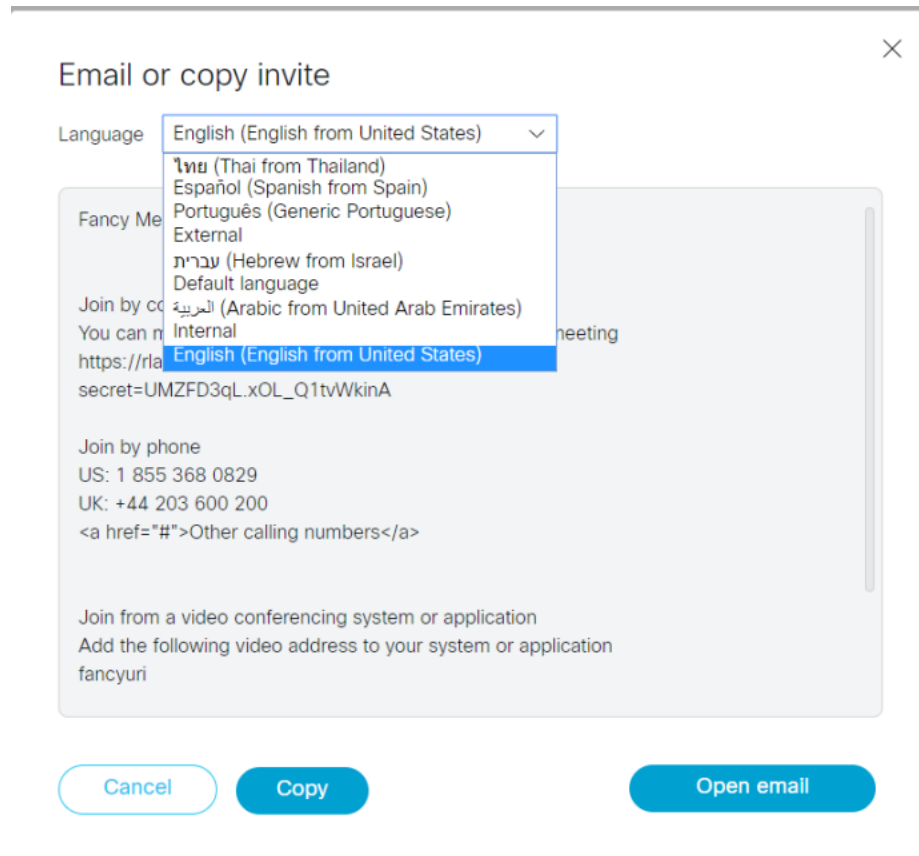 Email or copy invite
Language English (English from United States)
ไทย (Thai from Thailand)
Español (Spanish from Spain)
Português (Generic Portuguese)
External
עברית (Hebrew from Israel)
Default language
العربية (Arabic from United Arab Emirates)
Internal
English (English from United States)
Fancy Me
Join by co
You can m neeting
https://rla
secret=UMZFD3qL.xOL_Q1tvWkinA
Join by phone
US: 1 855 368 0829
UK: +44 203 600 200
<a href="#">Other calling numbers</a>
Join from a video conferencing system or application
Add the following video address to your system or application
fancyuri
Cancel Copy Open email